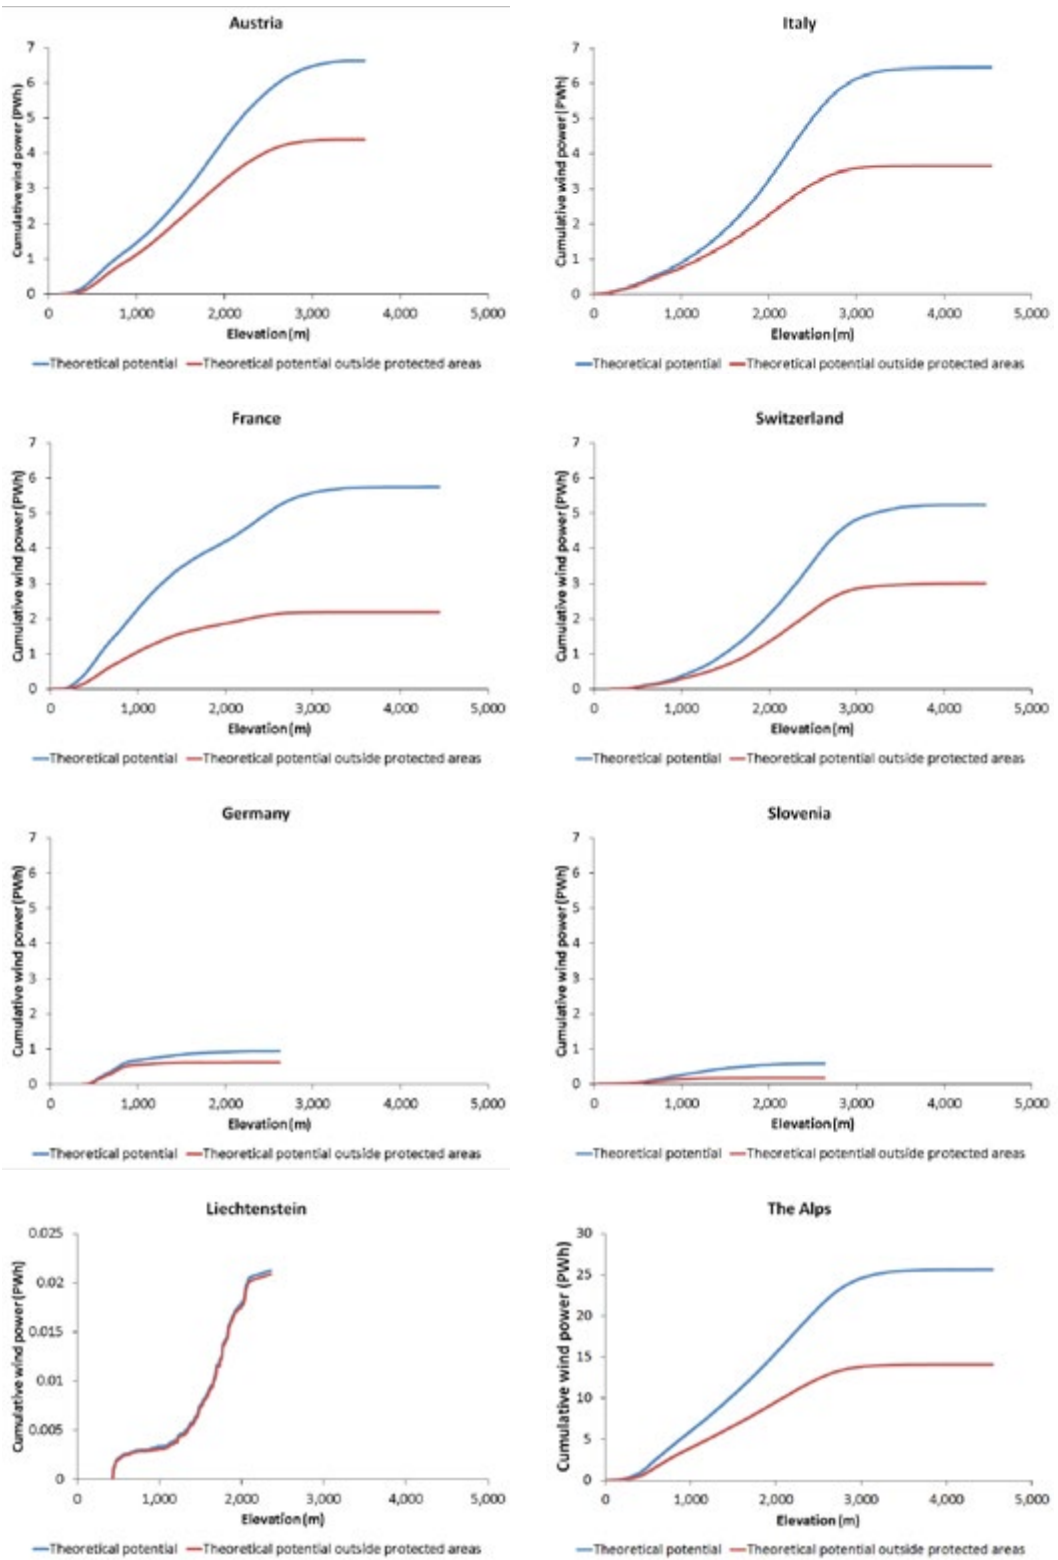 Austria
Cumulative wind power (PWh)
7
6
5
4
3
2
1
0
0 1,000 2,000 3,000 4,000 5,000
Elevation (m)
Theoretical potential Theoretical potential outside protected areas
Italy
Cumulative wind power (PWh)
7
6
5
4
3
2
1
0
0 1,000 2,000 3,000 4,000 5,000
Elevation (m)
Theoretical potential Theoretical potential outside protected areas
France
Cumulative wind power (PWh)
7
6
5
4
3
2
1
0
0 1,000 2,000 3,000 4,000 5,000
Elevation (m)
Theoretical potential Theoretical potential outside protected areas
Switzerland
Cumulative wind power (PWh)
7
6
5
4
3
2
1
0
0 1,000 2,000 3,000 4,000 5,000
Elevation (m)
Theoretical potential Theoretical potential outside protected areas
Germany
Cumulative wind power (PWh)
7
6
5
4
3
2
1
0
0 1,000 2,000 3,000 4,000 5,000
Elevation (m)
Theoretical potential Theoretical potential outside protected areas
Slovenia
Cumulative wind power (PWh)
7
6
5
4
3
2
1
0
0 1,000 2,000 3,000 4,000 5,000
Elevation (m)
Theoretical potential Theoretical potential outside protected areas
Liechtenstein
Cumulative wind power (PWh)
0.025
0.02
0.015
0.01
0.005
0
0 1,000 2,000 3,000 4,000 5,000
Elevation (m)
Theoretical potential Theoretical potential outside protected areas
The Alps
Cumulative wind power (PWh)
30
25
20
15
10
5
0
0 1,000 2,000 3,000 4,000 5,000
Elevation (m)
Theoretical potential Theoretical potential outside protected areas